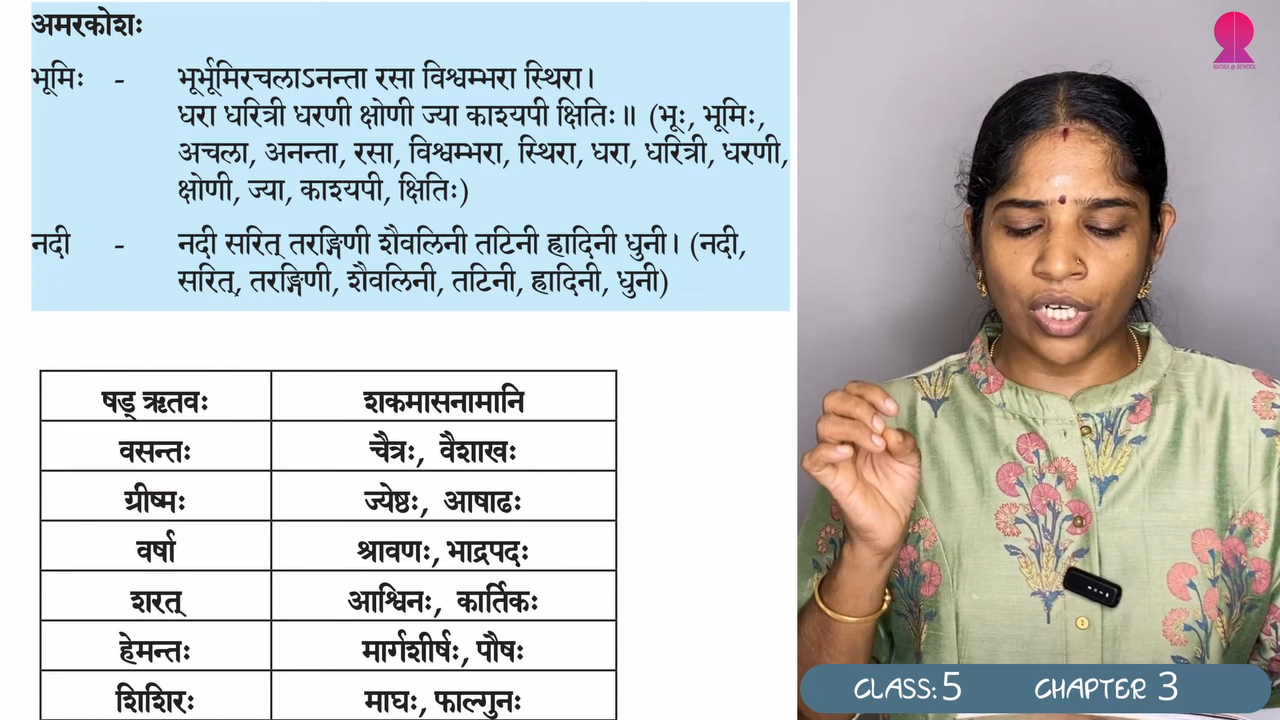 अमरकोशः
भूमिः - भूर्भूमिरचलाऽनन्ता रसा विश्वम्भरा स्थिरा।
धरा धरित्री धरणी क्षोणी ज्या काश्यपी क्षितिः॥ (भूः, भूमिः,
अचला, अनन्ता, रसा, विश्वम्भरा, स्थिरा, धरा, धरित्री, धरणी,
क्षोणी, ज्या, काश्यपी, क्षितिः)
नदी - नदी सरित् तरङ्गिणी शैवलिनी तटिनी ह्रादिनी धुनी। (नदी,
सरित्, तरङ्गिणी, शैवलिनी, तटिनी, ह्रादिनी, धुनी)
षड् ऋतवः शकमासनामानि
वसन्तः चैत्रः, वैशाखः
ग्रीष्मः ज्येष्ठः, आषाढः
वर्षा श्रावणः, भाद्रपदः
शरत् आश्विनः, कार्तिकः
हेमन्तः मार्गशीर्षः, पौषः
शिशिरः माघः, फाल्गुनः
SUDRA @ SCHOOL
CLASS: 5 CHAPTER 3